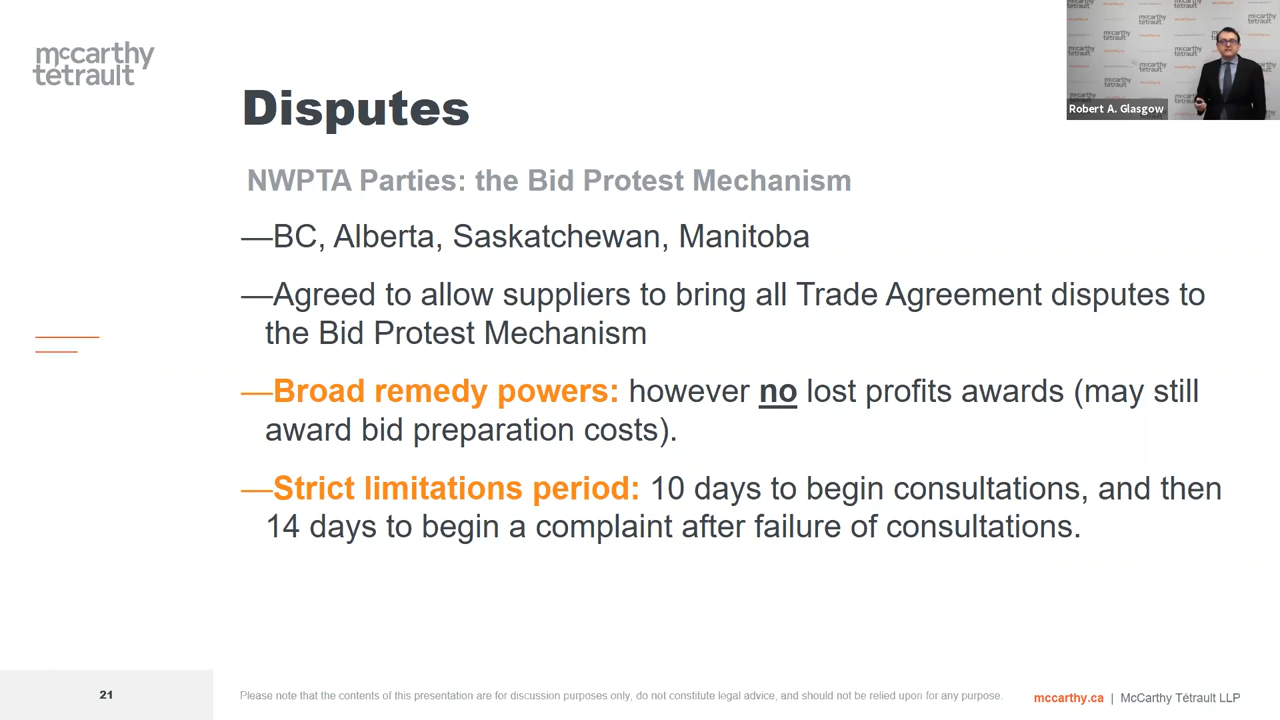 mccarthy
tetrault
Robert A. Glasgow
Disputes
NWPTA Parties: the Bid Protest Mechanism
—BC, Alberta, Saskatchewan, Manitoba
—Agreed to allow suppliers to bring all Trade Agreement disputes to
the Bid Protest Mechanism
—Broad remedy powers: however no lost profits awards (may still
award bid preparation costs).
—Strict limitations period: 10 days to begin consultations, and then
14 days to begin a complaint after failure of consultations.
21
Please note that the contents of this presentation are for discussion purposes only, do not constitute legal advice, and should not be relied upon for any purpose.
mccarthy.ca | McCarthy Tétrault LLP